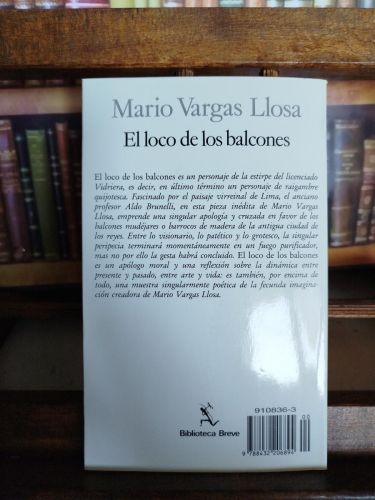 Mario Vargas Llosa
El loco de los balcones
El loco de los balcones es un personaje de la estirpe del licenciado
Vidriera, es decir, en último término un personaje de raigambre
quijotesca. Fascinado por el paisaje virreinal de Lima, el anciano
profesor Aldo Brunelli, en esta pieza inédita de Mario Vargas
Llosa, emprende una singular apología y cruzada en favor de los
balcones mudéjares o barrocos de madera de la antigua ciudad de
los reyes. Entre lo visionario, lo patético y lo grotesco, la singular
peripecia terminará momentáneamente en un fuego purificador,
mas no por ello la gesta habrá concluido. El loco de los balcones
es un apólogo moral y una reflexión sobre la dinámica entre
presente y pasado, entre arte y vida: es también, por encima de
todo, una muestra singularmente poética de la fecunda imagina-
ción creadora de Mario Vargas Llosa.
Biblioteca Breve
910836-3
00
9 788432 206894